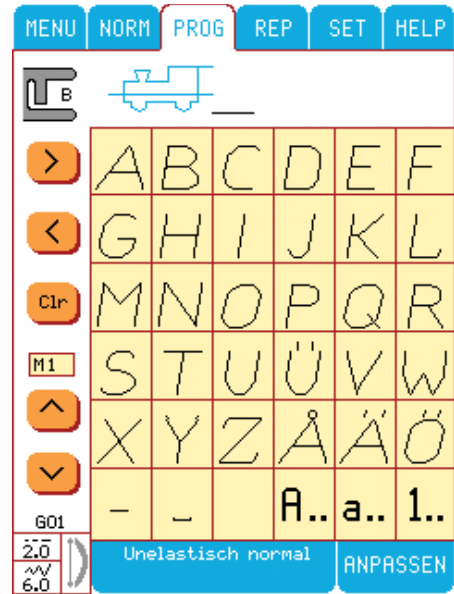 MENU NORM PROG REP SET HELP
B
>
A B C D E F
<
G H I J K L
Clr
M N O P Q R
M1
S T U Ü V W
X Y Z Å Ä Ö
G01
– ⎵ A.. a.. 1..
2.0
6.0
Unelastisch normal
ANPASSEN